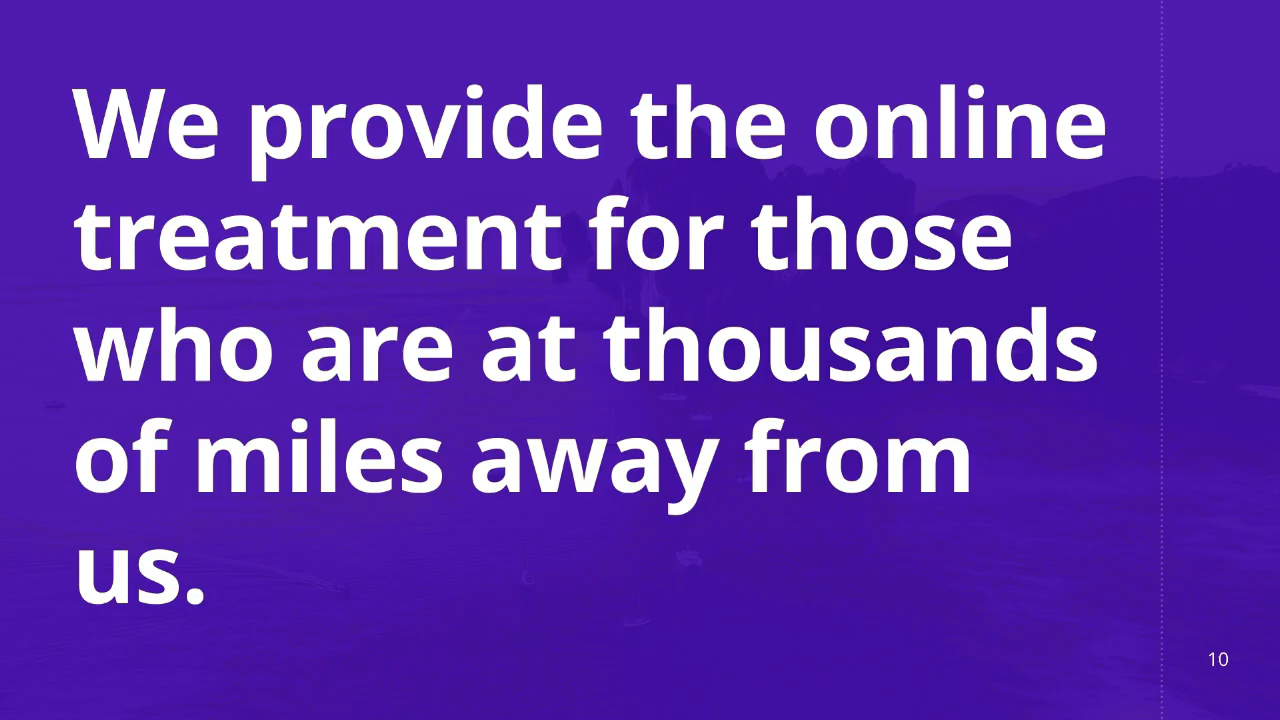 We provide the online
treatment for those
who are at thousands
of miles away from
us.
10